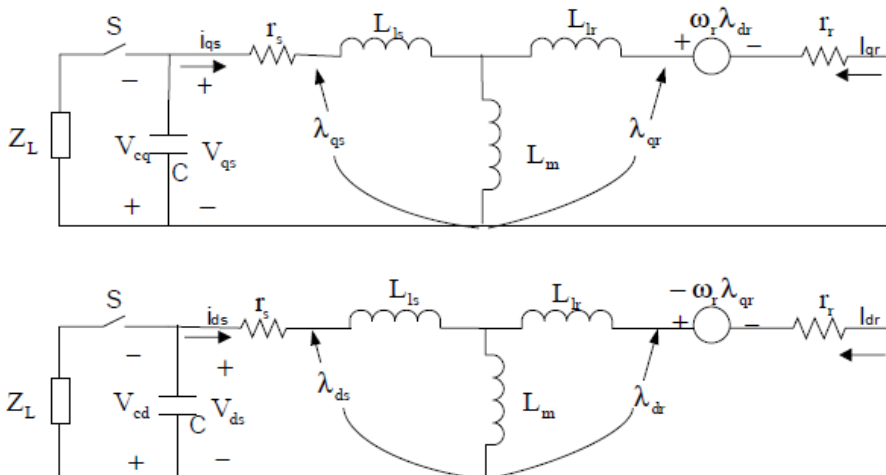 S i_qs r_s L_ls L_lr + ω_r λ_dr − r_r I_qr
− +
Z_L V_cq C V_qs λ_qs L_m λ_qr
+ −
S i_ds r_s L_ls L_lr − ω_r λ_qr r_r I_dr
+ −
− +
Z_L V_cd C V_ds λ_ds L_m λ_dr
+ −